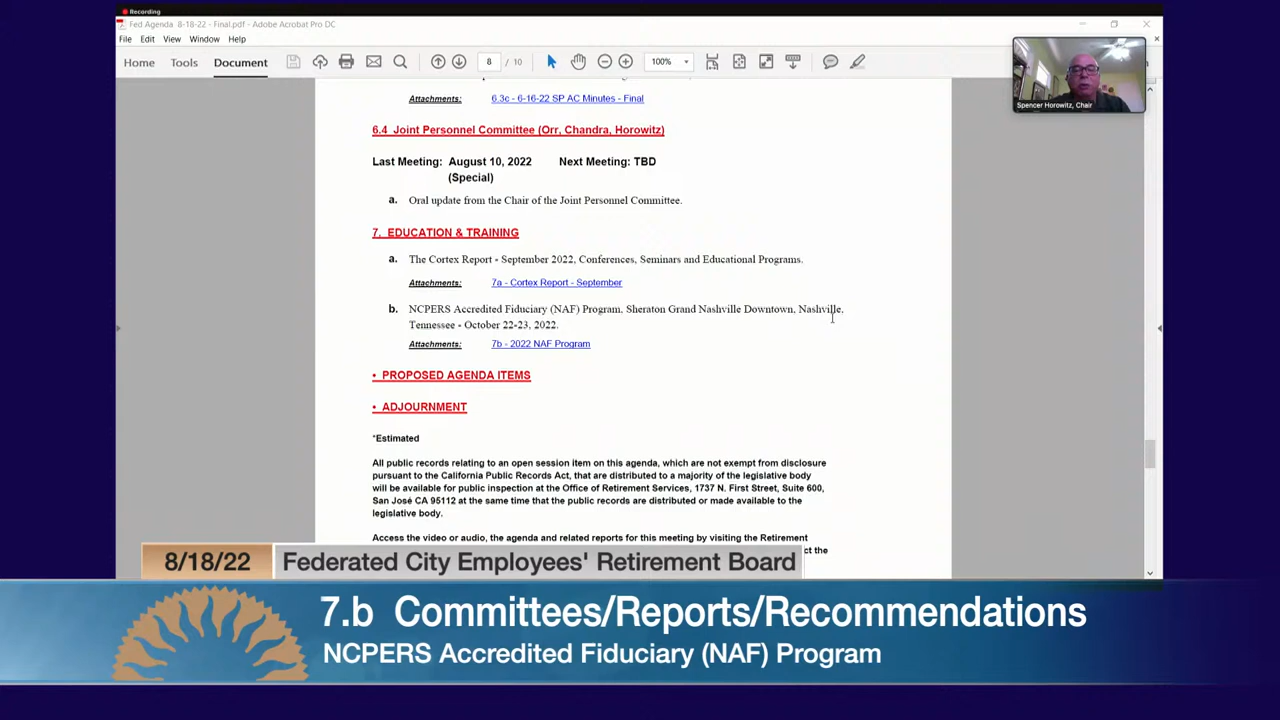 Recording
Fed Agenda 8-18-22 - Final.pdf - Adobe Acrobat Pro DC
File Edit View Window Help
Home Tools Document 8 / 10 100%
Spencer Horowitz, Chair
Attachments: 6.3c - 6-16-22 SP AC Minutes - Final
6.4 Joint Personnel Committee (Orr, Chandra, Horowitz)
Last Meeting: August 10, 2022 Next Meeting: TBD
(Special)
a. Oral update from the Chair of the Joint Personnel Committee.
7. EDUCATION & TRAINING
a. The Cortex Report - September 2022, Conferences, Seminars and Educational Programs.
Attachments: 7a - Cortex Report - September
b. NCPERS Accredited Fiduciary (NAF) Program, Sheraton Grand Nashville Downtown, Nashville,
Tennessee - October 22-23, 2022.
Attachments: 7b - 2022 NAF Program
• PROPOSED AGENDA ITEMS
• ADJOURNMENT
*Estimated
All public records relating to an open session item on this agenda, which are not exempt from disclosure
pursuant to the California Public Records Act, that are distributed to a majority of the legislative body
will be available for public inspection at the Office of Retirement Services, 1737 N. First Street, Suite 600,
San José CA 95112 at the same time that the public records are distributed or made available to the
legislative body.
Access the video or audio, the agenda and related reports for this meeting by visiting the Retirement
ct the
8/18/22 Federated City Employees' Retirement Board
7.b Committees/Reports/Recommendations
NCPERS Accredited Fiduciary (NAF) Program